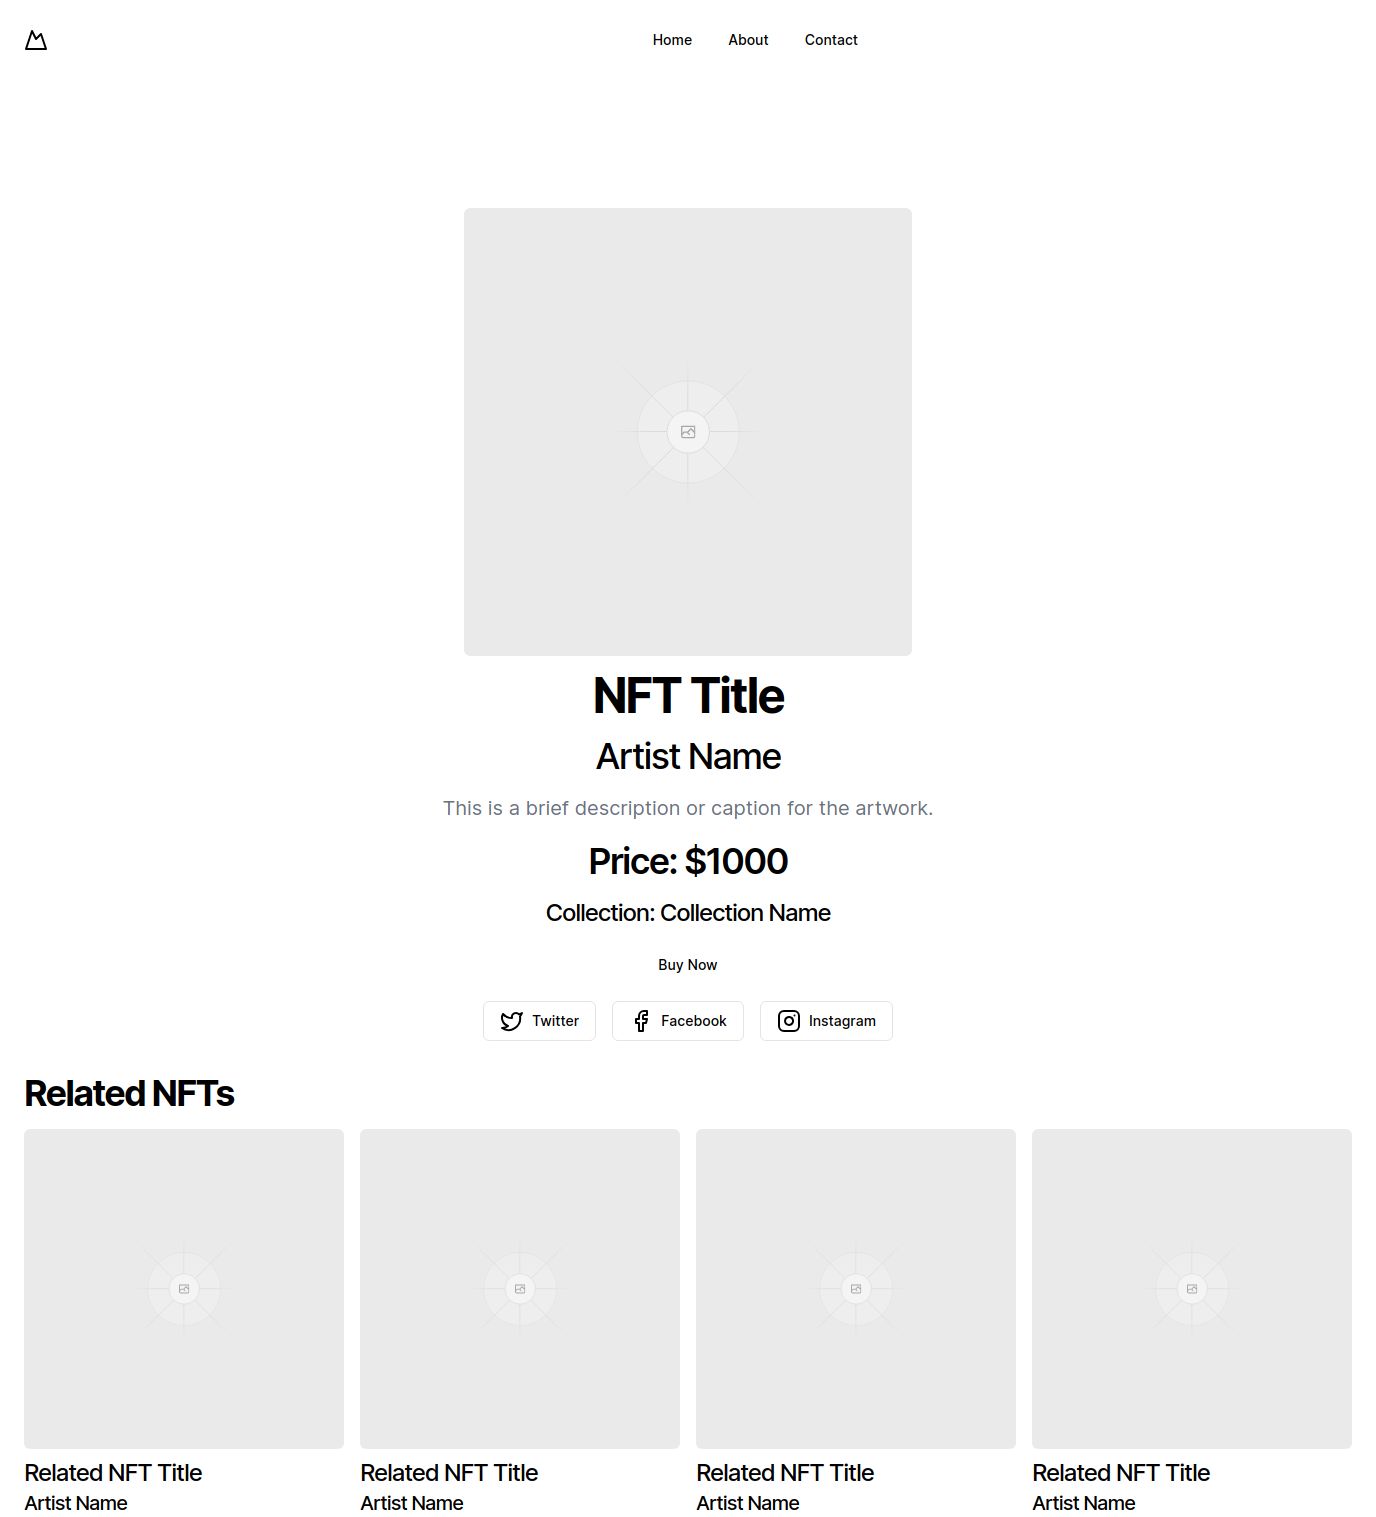 Home About Contact
NFT Title
Artist Name
This is a brief description or caption for the artwork.
Price: $1000
Collection: Collection Name
Buy Now
Twitter Facebook Instagram
Related NFTs
Related NFT Title Related NFT Title Related NFT Title Related NFT Title
Artist Name Artist Name Artist Name Artist Name